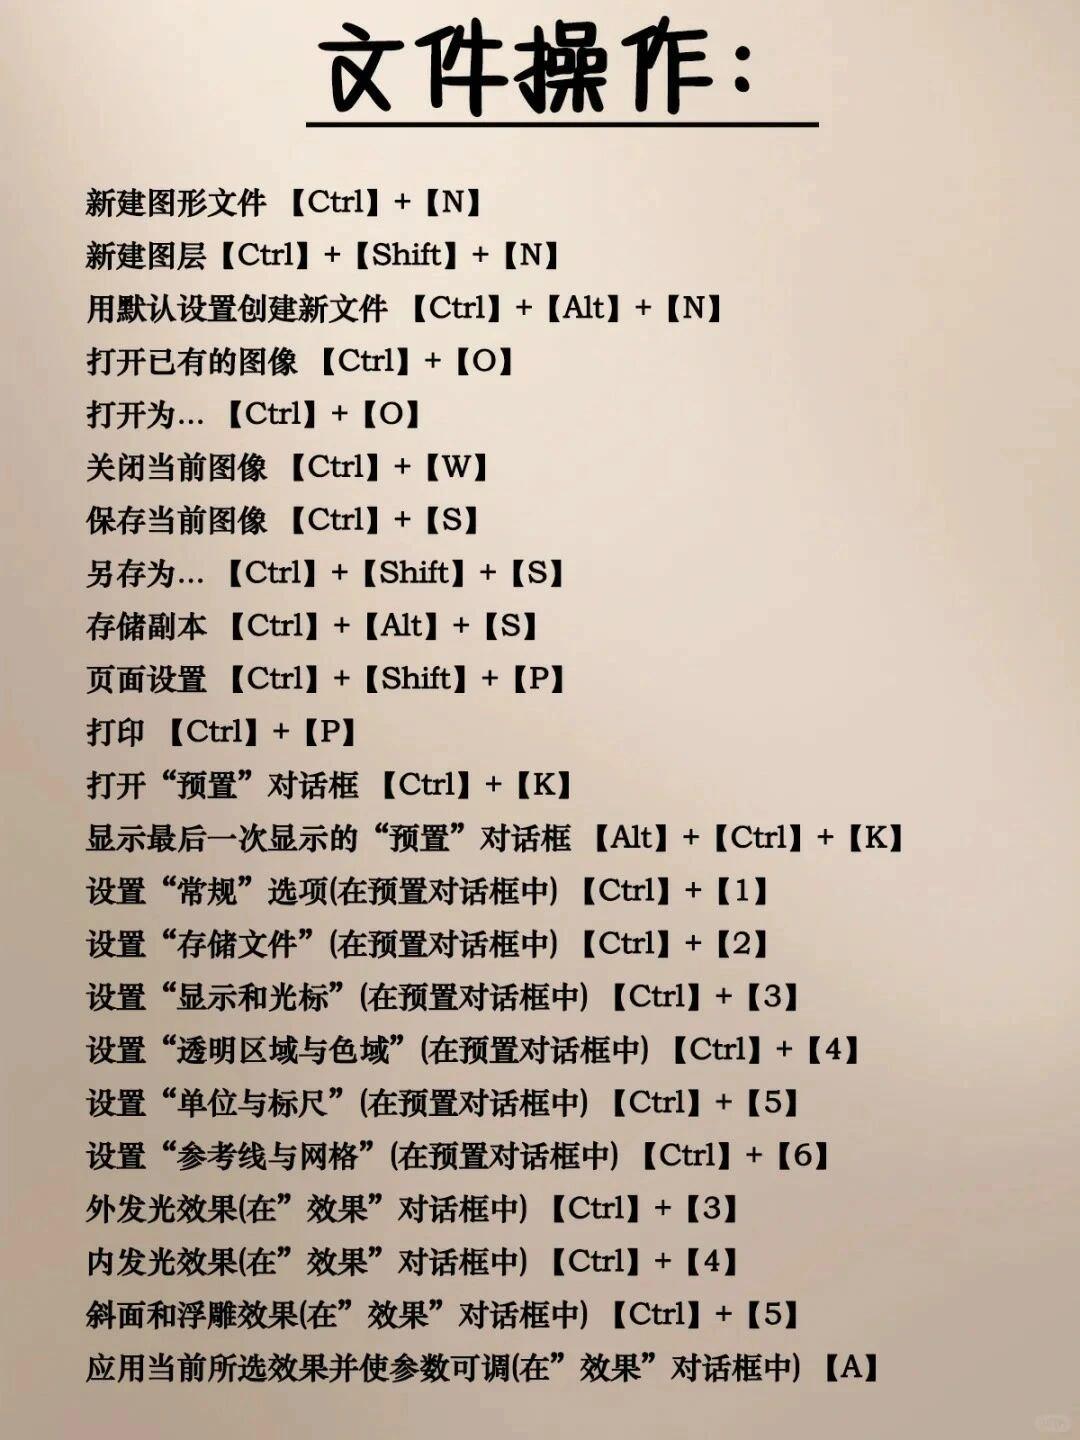 文件操作：
新建图形文件 【Ctrl】+【N】
新建图层【Ctrl】+【Shift】+【N】
用默认设置创建新文件 【Ctrl】+【Alt】+【N】
打开已有的图像 【Ctrl】+【O】
打开为... 【Ctrl】+【O】
关闭当前图像 【Ctrl】+【W】
保存当前图像 【Ctrl】+【S】
另存为... 【Ctrl】+【Shift】+【S】
存储副本 【Ctrl】+【Alt】+【S】
页面设置 【Ctrl】+【Shift】+【P】
打印 【Ctrl】+【P】
打开“预置”对话框 【Ctrl】+【K】
显示最后一次显示的“预置”对话框 【Alt】+【Ctrl】+【K】
设置“常规”选项(在预置对话框中) 【Ctrl】+【1】
设置“存储文件”(在预置对话框中) 【Ctrl】+【2】
设置“显示和光标”(在预置对话框中) 【Ctrl】+【3】
设置“透明区域与色域”(在预置对话框中) 【Ctrl】+【4】
设置“单位与标尺”(在预置对话框中) 【Ctrl】+【5】
设置“参考线与网格”(在预置对话框中) 【Ctrl】+【6】
外发光效果(在”效果”对话框中) 【Ctrl】+【3】
内发光效果(在”效果”对话框中) 【Ctrl】+【4】
斜面和浮雕效果(在”效果”对话框中) 【Ctrl】+【5】
应用当前所选效果并使参数可调(在”效果”对话框中) 【A】